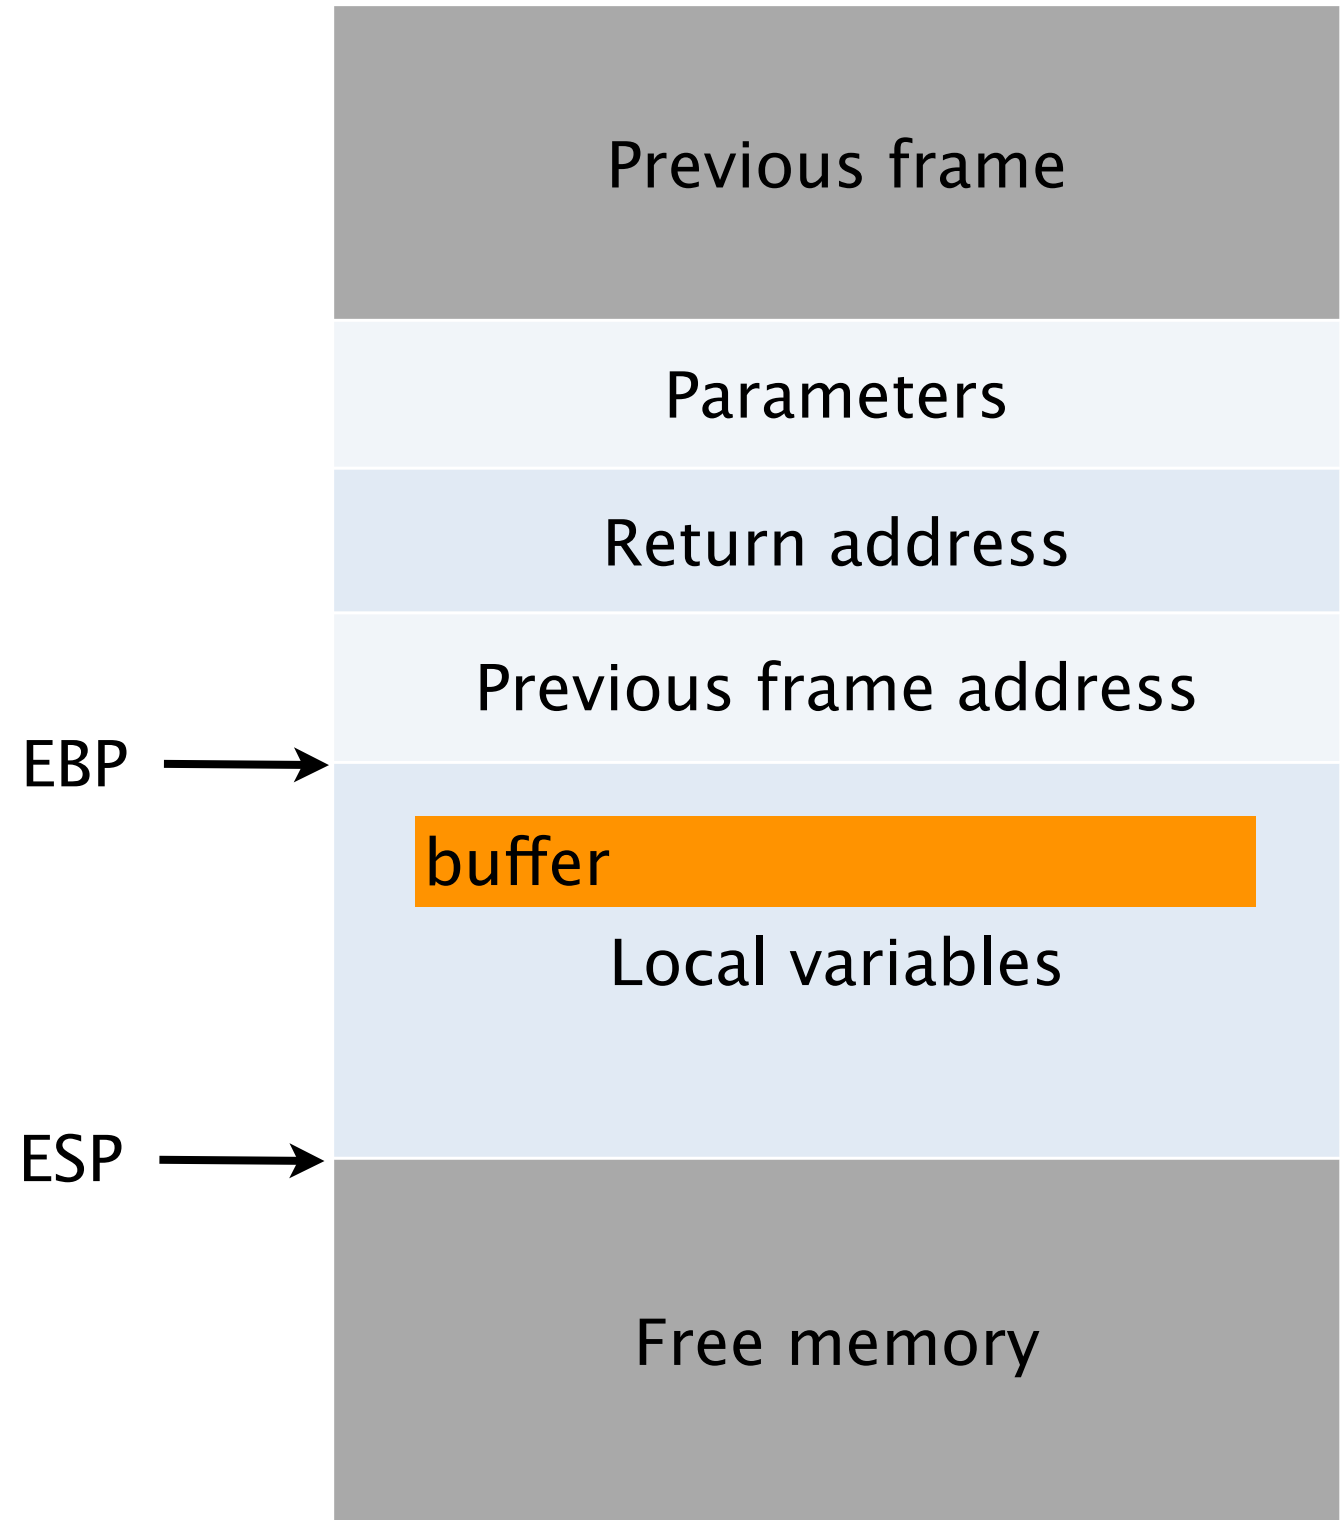 Previous frame
Parameters
Return address
Previous frame address
EBP
buffer
Local variables
ESP
Free memory